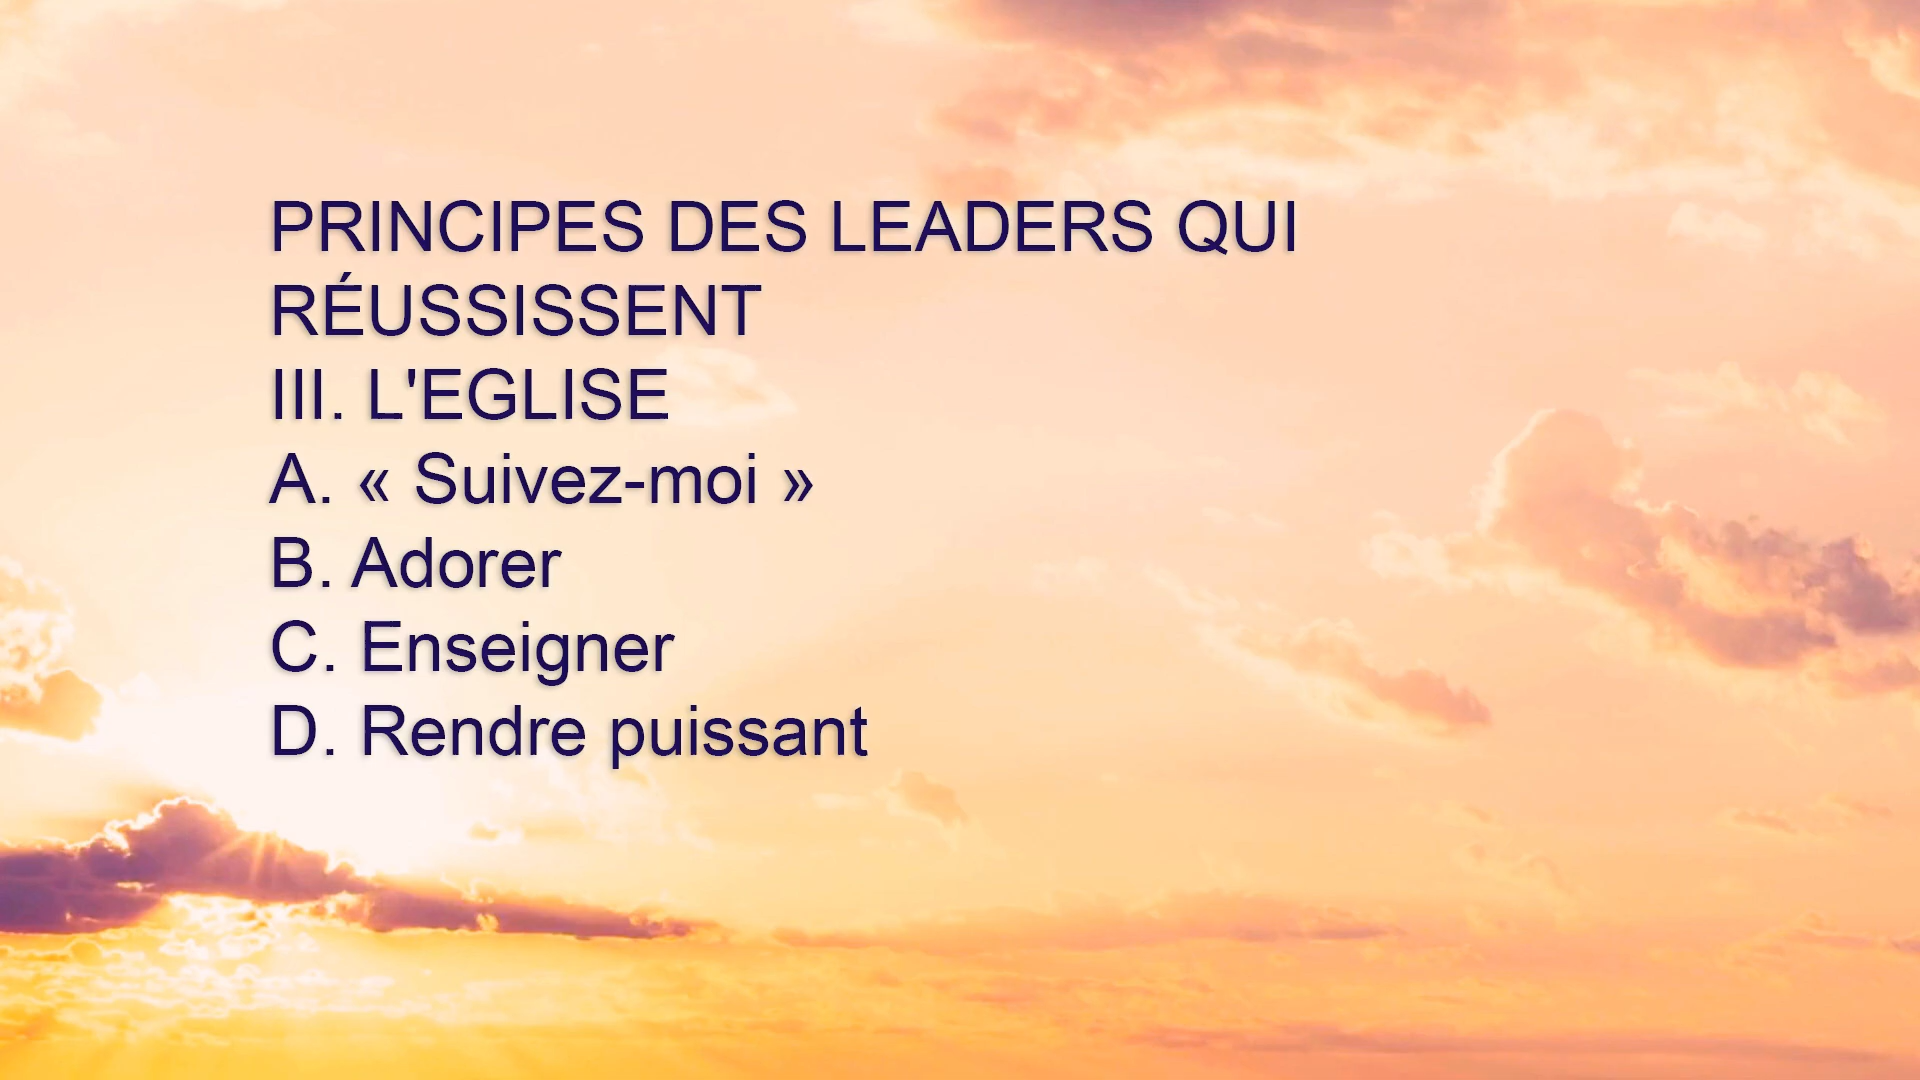 PRINCIPES DES LEADERS QUI
RÉUSSISSENT
III. L'EGLISE
A. « Suivez-moi »
B. Adorer
C. Enseigner
D. Rendre puissant